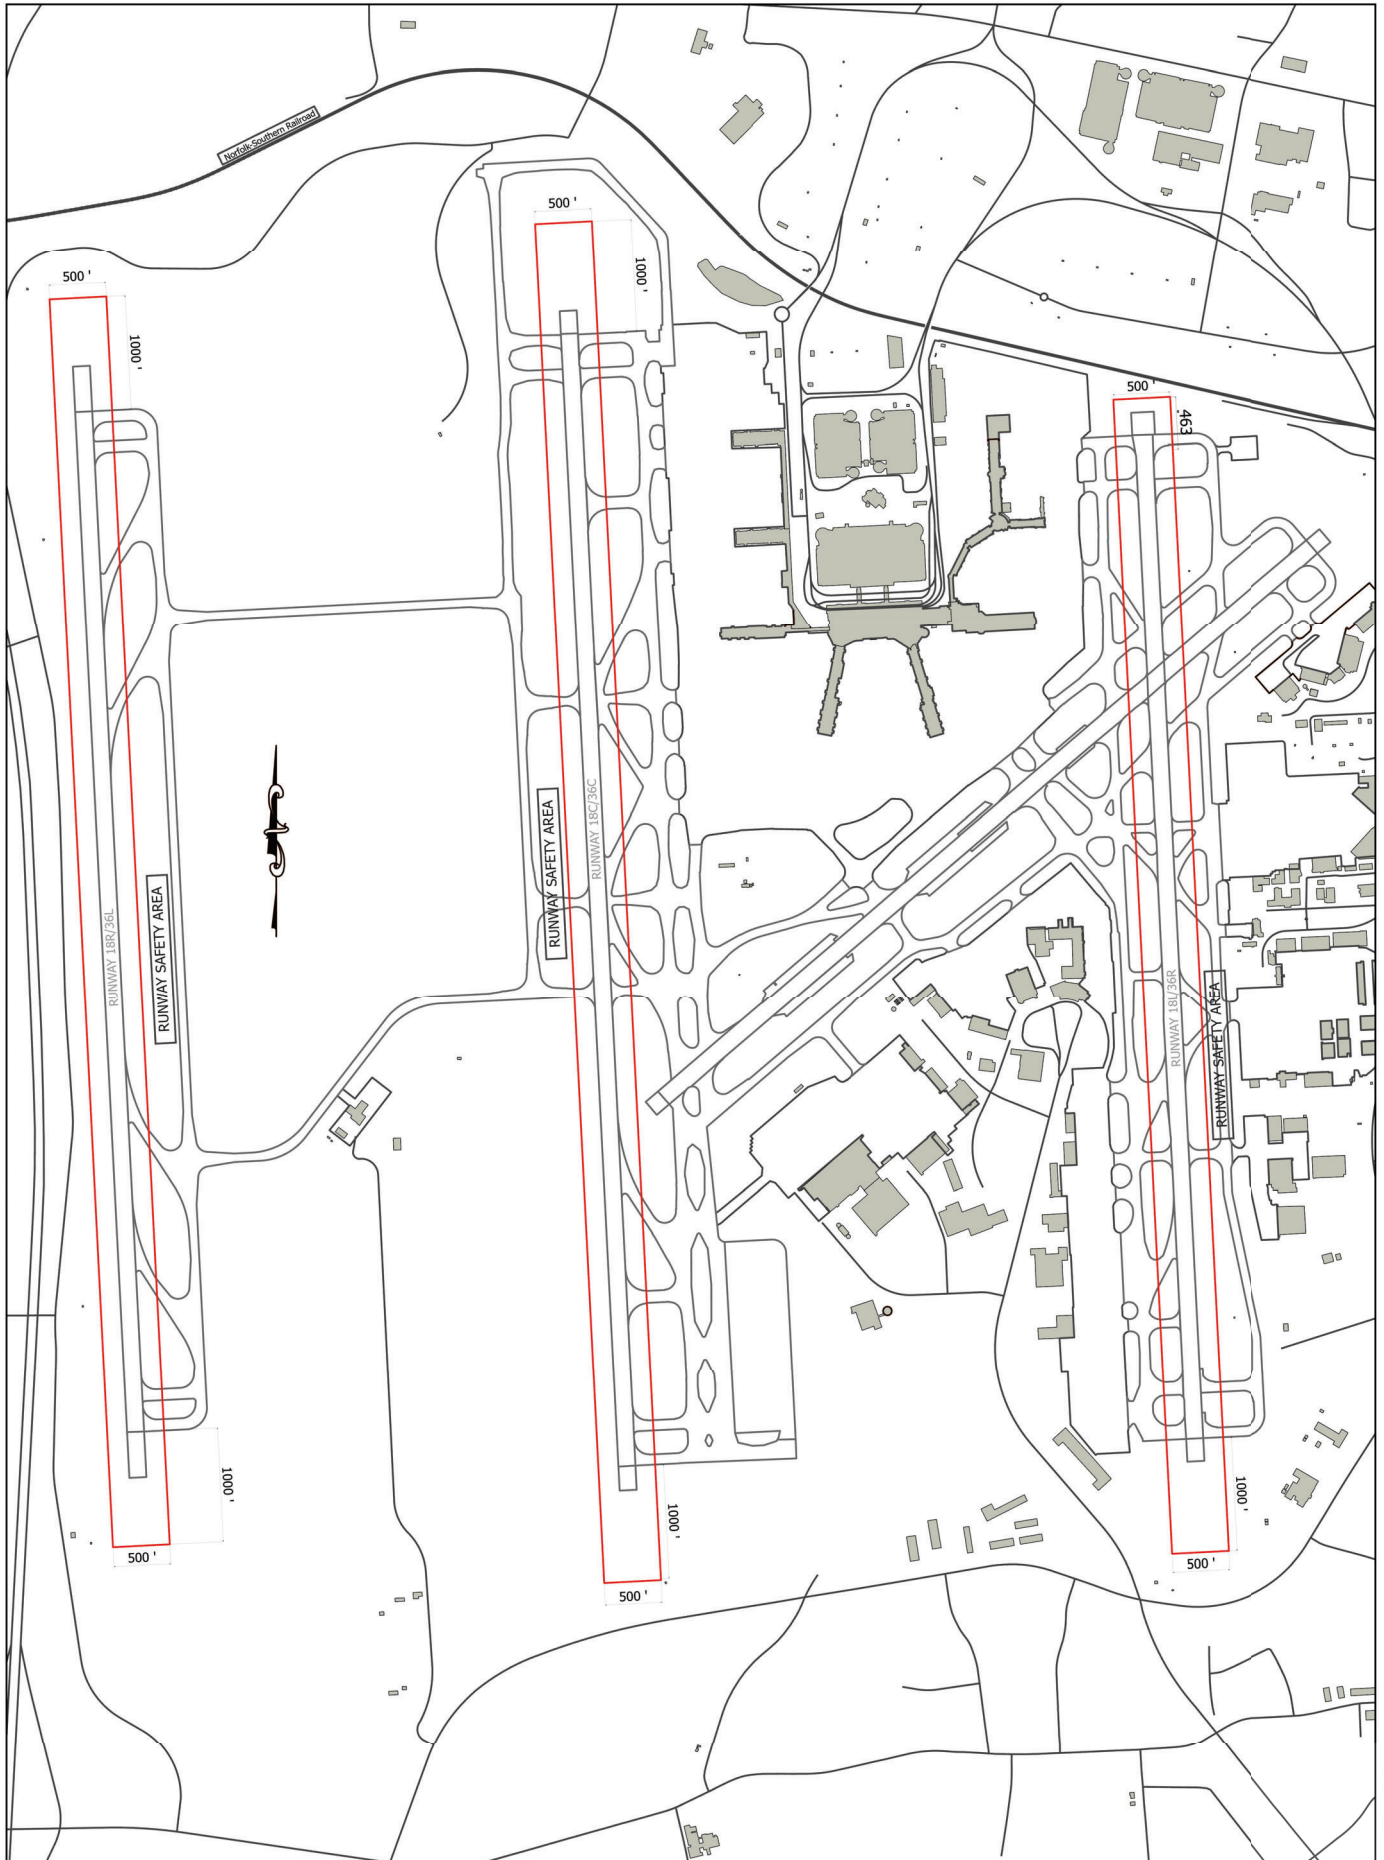 Norfolk-Southern Railroad
500 '
1000 '
500 '
1000 '
500 '
463
RUNWAY 18C/36C
RUNWAY SAFETY AREA
RUNWAY 18R/36L
RUNWAY SAFETY AREA
RUNWAY 18L/36R
RUNWAY SAFETY AREA
1000 '
500 '
1000 '
500 '
1000 '
500 '